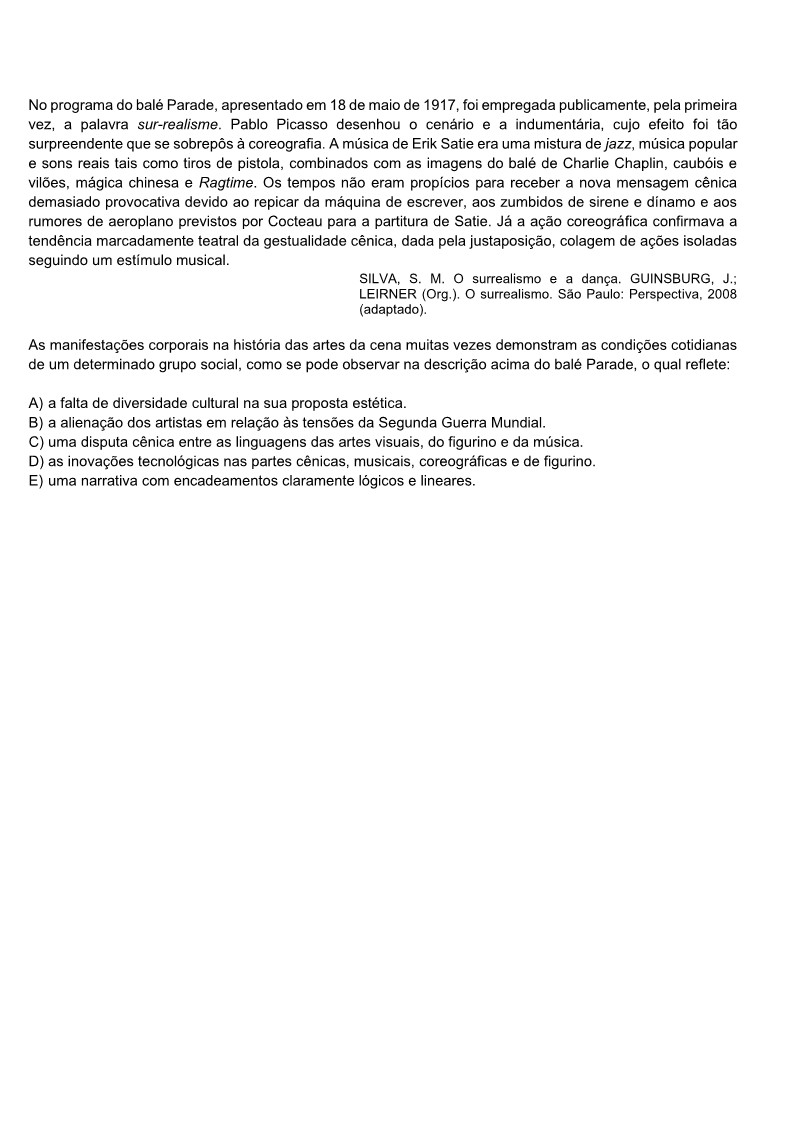 No programa do balé Parade, apresentado em 18 de maio de 1917, foi empregada publicamente, pela primeira
vez, a palavra sur-realisme. Pablo Picasso desenhou o cenário e a indumentária, cujo efeito foi tão
surpreendente que se sobrepôs à coreografia. A música de Erik Satie era uma mistura de jazz, música popular
e sons reais tais como tiros de pistola, combinados com as imagens do balé de Charlie Chaplin, caubóis e
vilões, mágica chinesa e Ragtime. Os tempos não eram propícios para receber a nova mensagem cênica
demasiado provocativa devido ao repicar da máquina de escrever, aos zumbidos de sirene e dínamo e aos
rumores de aeroplano previstos por Cocteau para a partitura de Satie. Já a ação coreográfica confirmava a
tendência marcadamente teatral da gestualidade cênica, dada pela justaposição, colagem de ações isoladas
seguindo um estímulo musical.
SILVA, S. M. O surrealismo e a dança. GUINSBURG, J.;
LEIRNER (Org.). O surrealismo. São Paulo: Perspectiva, 2008
(adaptado).
As manifestações corporais na história das artes da cena muitas vezes demonstram as condições cotidianas
de um determinado grupo social, como se pode observar na descrição acima do balé Parade, o qual reflete:
A) a falta de diversidade cultural na sua proposta estética.
B) a alienação dos artistas em relação às tensões da Segunda Guerra Mundial.
C) uma disputa cênica entre as linguagens das artes visuais, do figurino e da música.
D) as inovações tecnológicas nas partes cênicas, musicais, coreográficas e de figurino.
E) uma narrativa com encadeamentos claramente lógicos e lineares.